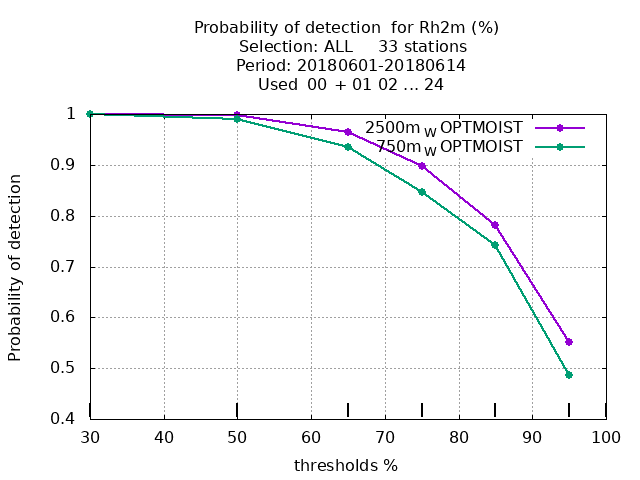 Probability of detection  for Rh2m (%)
Selection: ALL     33 stations
Period: 20180601-20180614
Used  00  + 01 02 ... 24
2500m W OPTMOIST
750m W OPTMOIST
Probability of detection
1
0.9
0.8
0.7
0.6
0.5
0.4
30 40 50 60 70 80 90 100
thresholds %